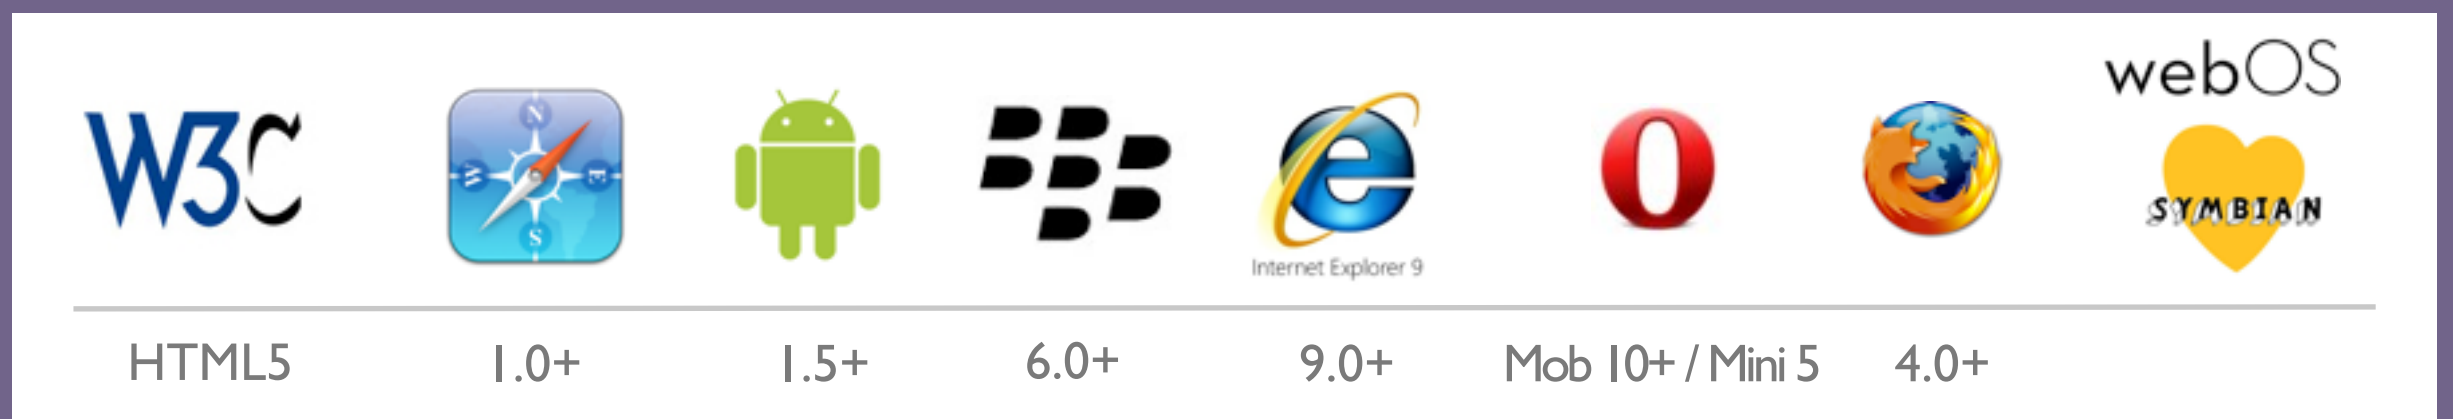 webOS
W3C
N
W
E
S
SYMBIAN
Internet Explorer 9
HTML5 1.0+ 1.5+ 6.0+ 9.0+ Mob 10+ / Mini 5 4.0+